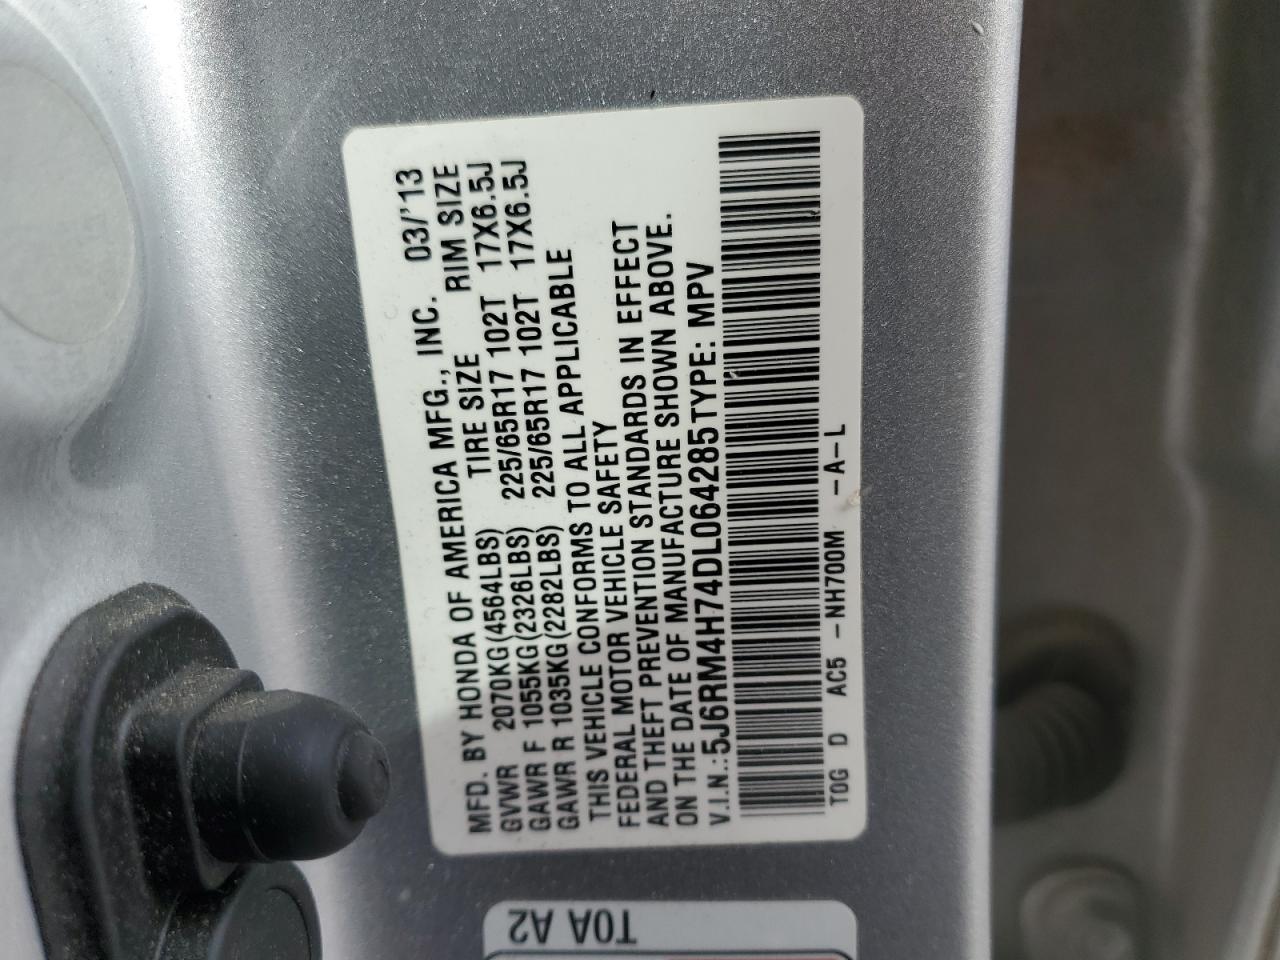 MFD. BY HONDA OF AMERICA MFG., INC. 03/'13
TIRE SIZE RIM SIZE
GVWR 2070KG(4564LBS)
GAWR F 1055KG(2326LBS) 225/65R17 102T 17X6.5J
GAWR R 1035KG(2282LBS) 225/65R17 102T 17X6.5J
THIS VEHICLE CONFORMS TO ALL APPLICABLE
FEDERAL MOTOR VEHICLE SAFETY
AND THEFT PREVENTION STANDARDS IN EFFECT
ON THE DATE OF MANUFACTURE SHOWN ABOVE.
V.I.N.:5J6RM4H74DL064285TYPE: MPV
TOG D AC5 -NH700M -A-L
T0A A2